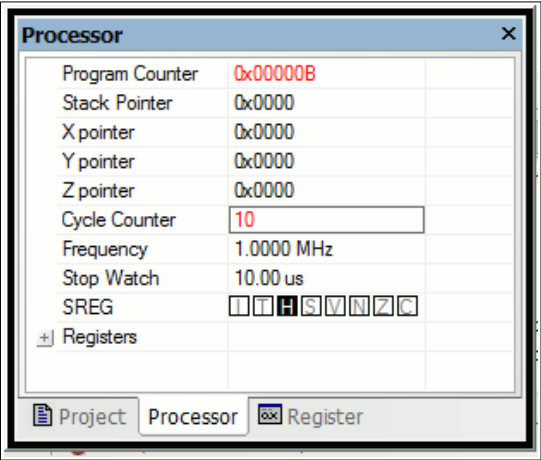 Processor ×
Program Counter 0x00000B
Stack Pointer 0x0000
X pointer 0x0000
Y pointer 0x0000
Z pointer 0x0000
Cycle Counter 10
Frequency 1.0000 MHz
Stop Watch 10.00 us
SREG I T H S V N Z C
+ Registers
Project Processor Register